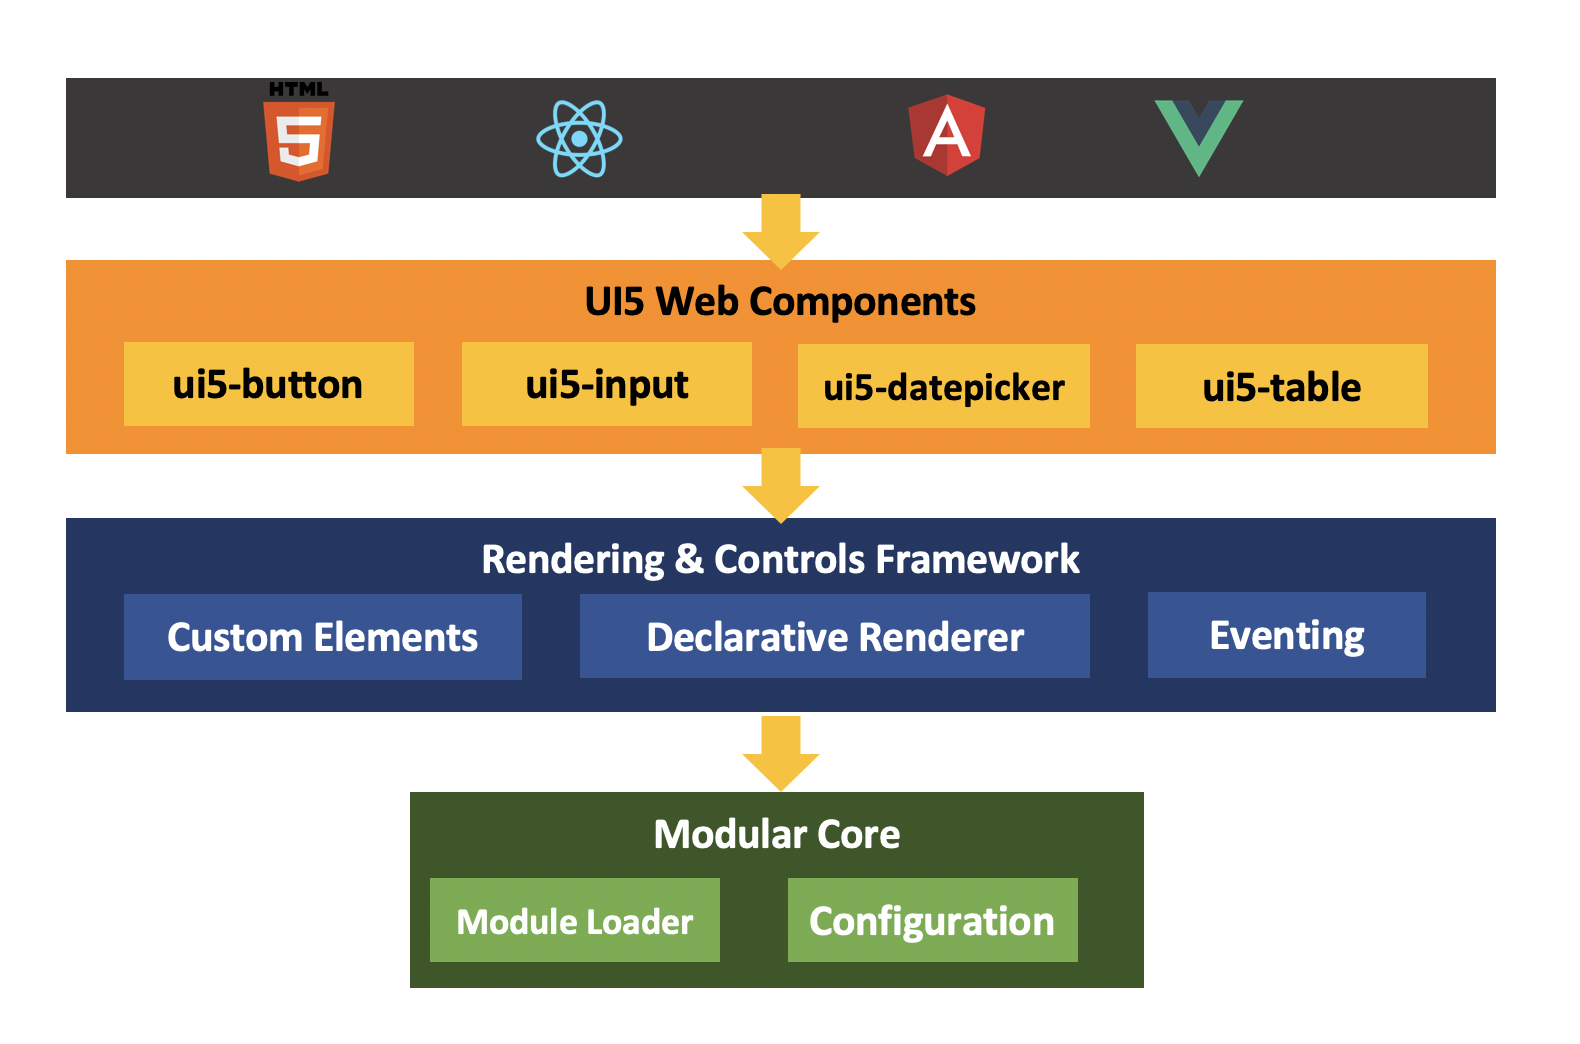 HTML
5
A
UI5 Web Components
ui5-button
ui5-input
ui5-datepicker
ui5-table
Rendering & Controls Framework
Custom Elements
Declarative Renderer
Eventing
Modular Core
Module Loader
Configuration